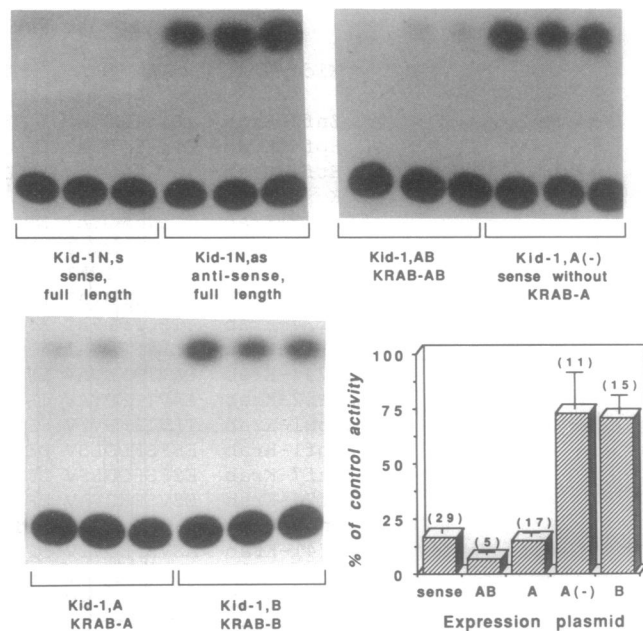 Kid-1N,s
sense,
full length
Kid-1N,as
anti-sense,
full length
Kid-1,AB
KRAB-AB
Kid-1,A(-)
sense without
KRAB-A
Kid-1,A
KRAB-A
Kid-1,B
KRAB-B
% of control activity
100
75
50
25
0
(29)
(5)
(17)
(11)
(15)
sense AB A A(-) B
Expression plasmid